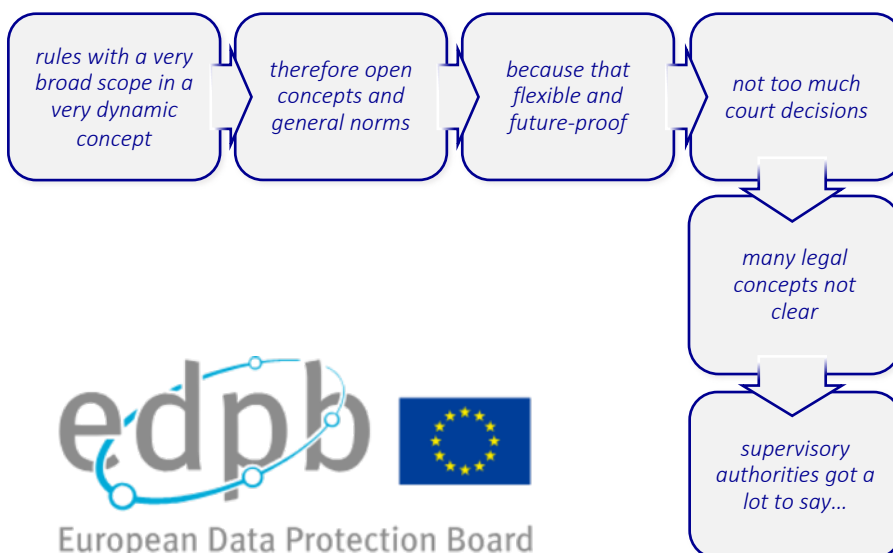 rules with a very
broad scope in a
very dynamic
concept
therefore open
concepts and
general norms
because that
flexible and
future-proof
not too much
court decisions
many legal
concepts not
clear
supervisory
authorities got a
lot to say...
edpb
European Data Protection Board